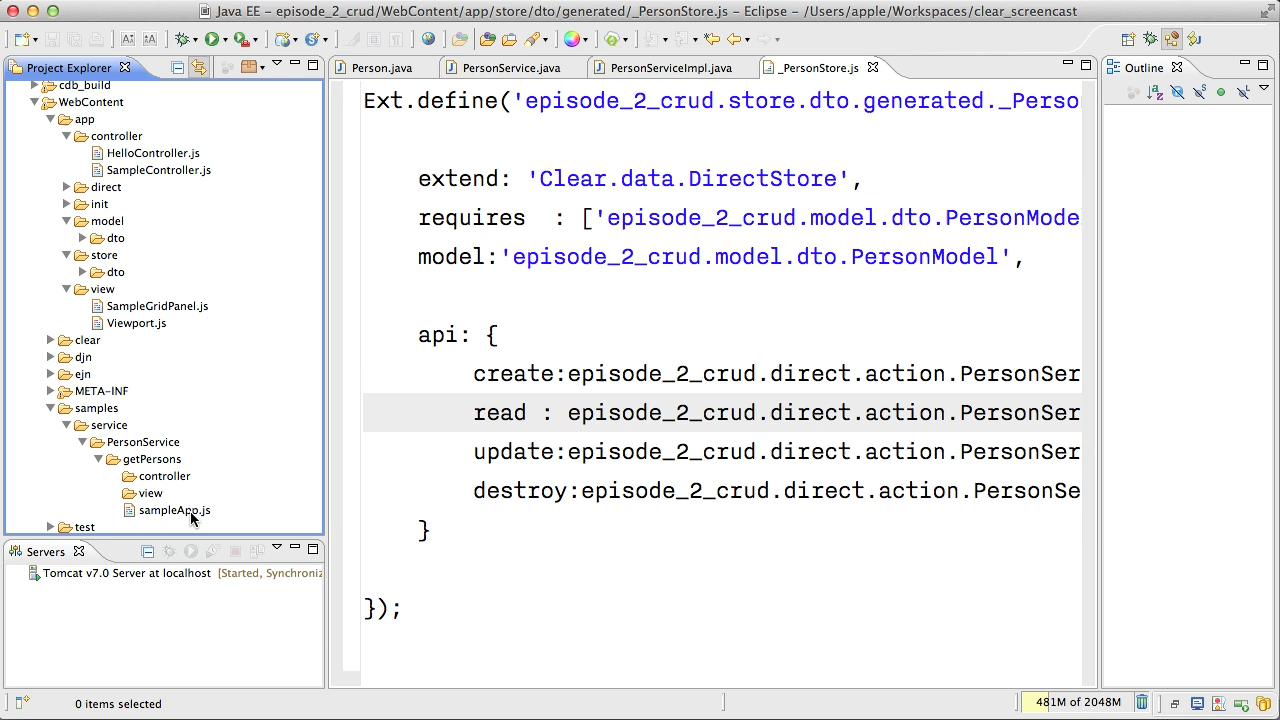 Java EE – episode_2_crud/WebContent/app/store/dto/generated/_PersonStore.js – Eclipse – /Users/apple/Workspaces/clear_screencast
Project Explorer
cdb_build
WebContent
app
controller
HelloController.js
SampleController.js
direct
init
model
dto
store
dto
view
SampleGridPanel.js
Viewport.js
clear
djn
ejn
META-INF
samples
service
PersonService
getPersons
controller
view
sampleApp.js
test
Servers
Tomcat v7.0 Server at localhost [Started, Synchroniz
Person.java
PersonService.java
PersonServiceImpl.java
_PersonStore.js
Ext.define('episode_2_crud.store.dto.generated._Person
extend: 'Clear.data.DirectStore',
requires : ['episode_2_crud.model.dto.PersonMode
model:'episode_2_crud.model.dto.PersonModel',
api: {
create:episode_2_crud.direct.action.PersonSer
read : episode_2_crud.direct.action.PersonSer
update:episode_2_crud.direct.action.PersonSer
destroy:episode_2_crud.direct.action.PersonSe
}
});
Outline
0 items selected
481M of 2048M